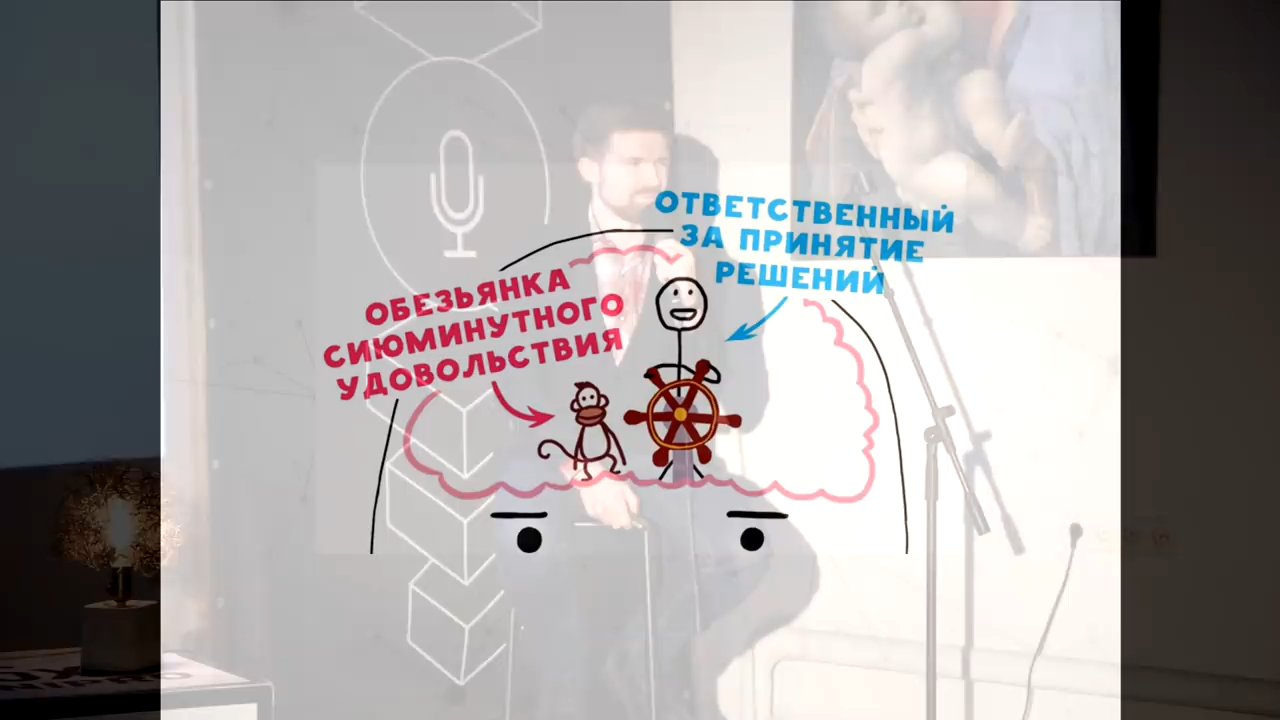 ОТВЕТСТВЕННЫЙ
ЗА ПРИНЯТИЕ
РЕШЕНИЙ
ОБЕЗЬЯНКА
СИЮМИНУТНОГО
УДОВОЛЬСТВИЯ